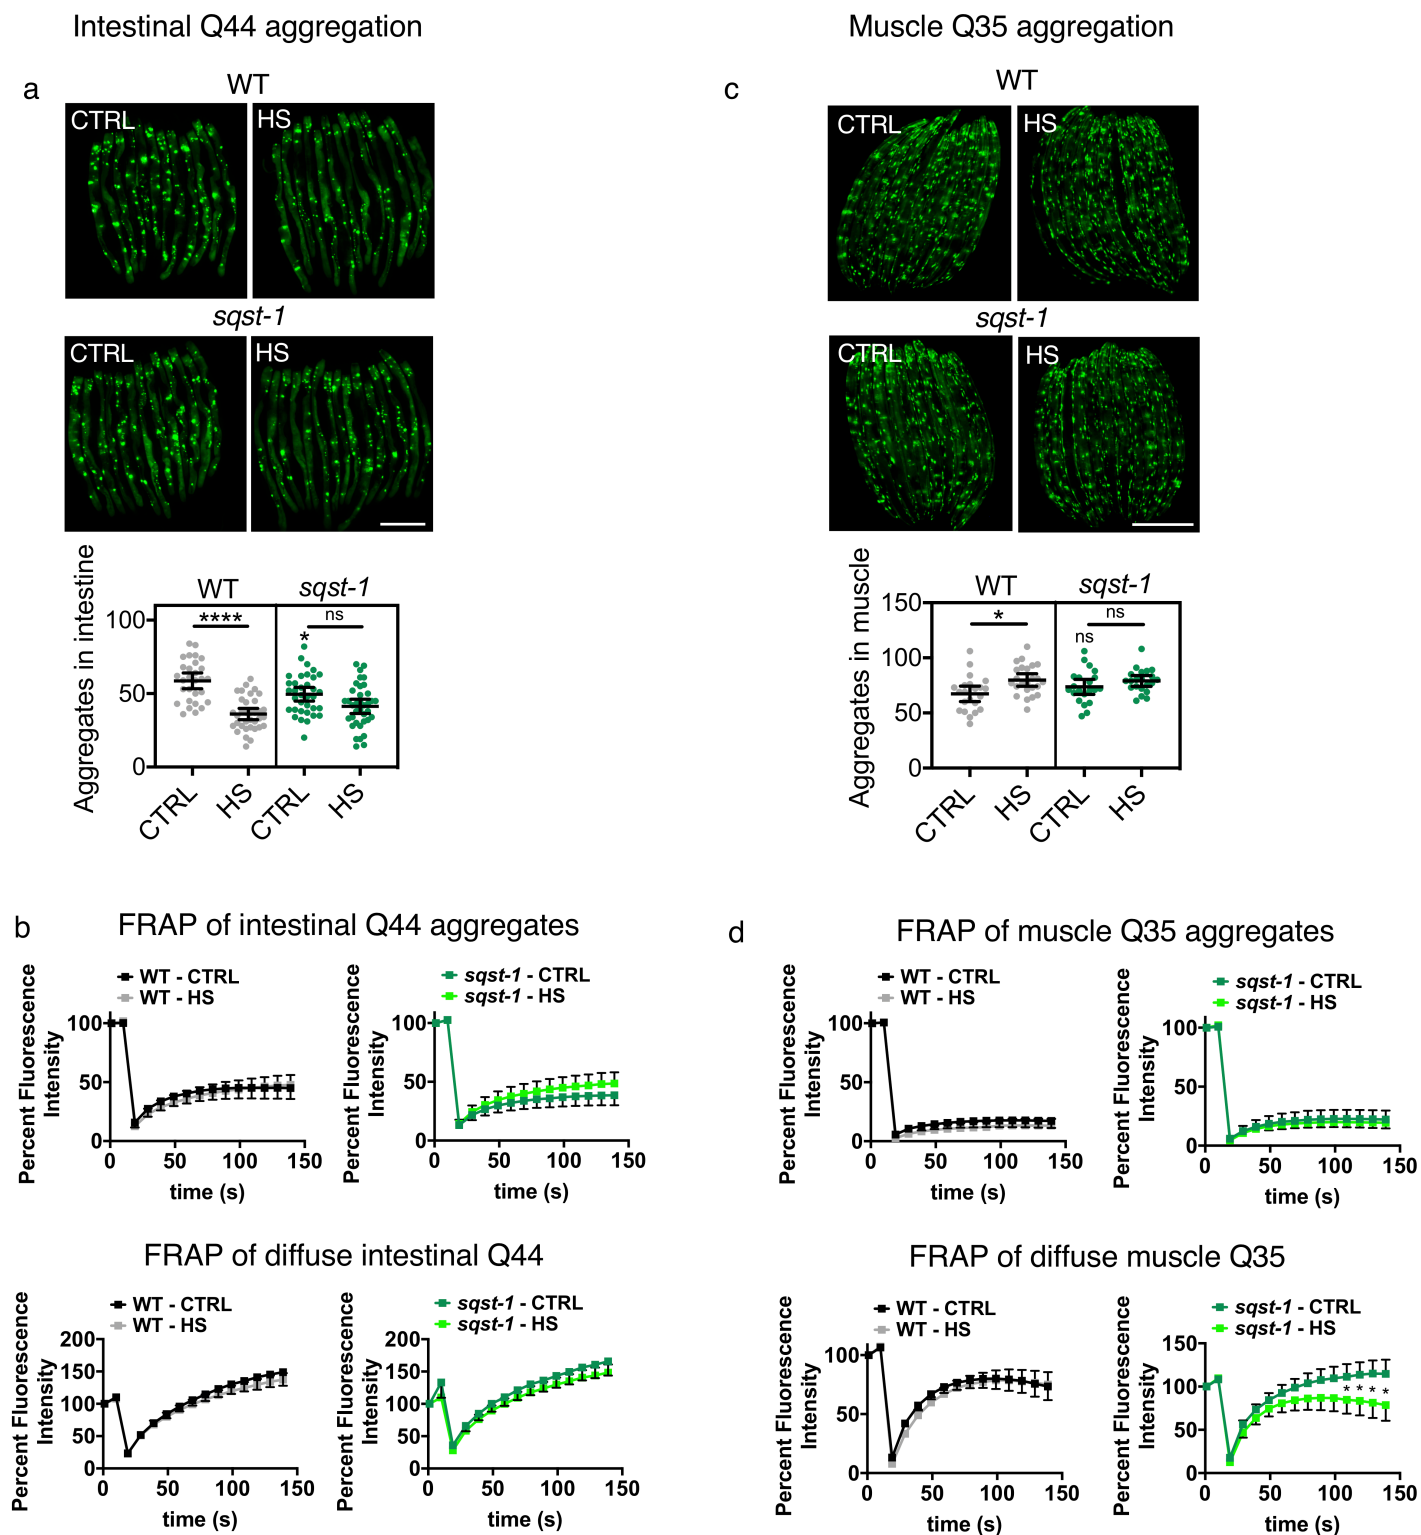 Intestinal Q44 aggregation
a
WT
CTRL
HS
sqst-1
CTRL
HS
Aggregates in intestine
WT
sqst-1
100
50
0
****
*
ns
CTRL
HS
CTRL
HS
Muscle Q35 aggregation
c
WT
CTRL
HS
sqst-1
CTRL
HS
Aggregates in muscle
WT
sqst-1
150
100
50
0
*
ns
ns
CTRL
HS
CTRL
HS
b
FRAP of intestinal Q44 aggregates
WT - CTRL
WT - HS
Percent Fluorescence
Intensity
100
50
0
0 50 100 150
time (s)
sqst-1 - CTRL
sqst-1 - HS
Percent Fluorescence
Intensity
100
50
0
0 50 100 150
time (s)
FRAP of diffuse intestinal Q44
WT - CTRL
WT - HS
Percent Fluorescence
Intensity
200
150
100
50
0
0 50 100 150
time (s)
sqst-1 - CTRL
sqst-1 - HS
Percent Fluorescence
Intensity
200
150
100
50
0
0 50 100 150
time (s)
d
FRAP of muscle Q35 aggregates
WT - CTRL
WT - HS
Percent Fluorescence
Intensity
100
50
0
0 50 100 150
time (s)
sqst-1 - CTRL
sqst-1 - HS
Percent Fluorescence
Intensity
100
50
0
0 50 100 150
time (s)
FRAP of diffuse muscle Q35
WT - CTRL
WT - HS
Percent Fluorescence
Intensity
100
50
0
0 50 100 150
time (s)
sqst-1 - CTRL
sqst-1 - HS
Percent Fluorescence
Intensity
150
100
50
0
* * * *
0 50 100 150
time (s)